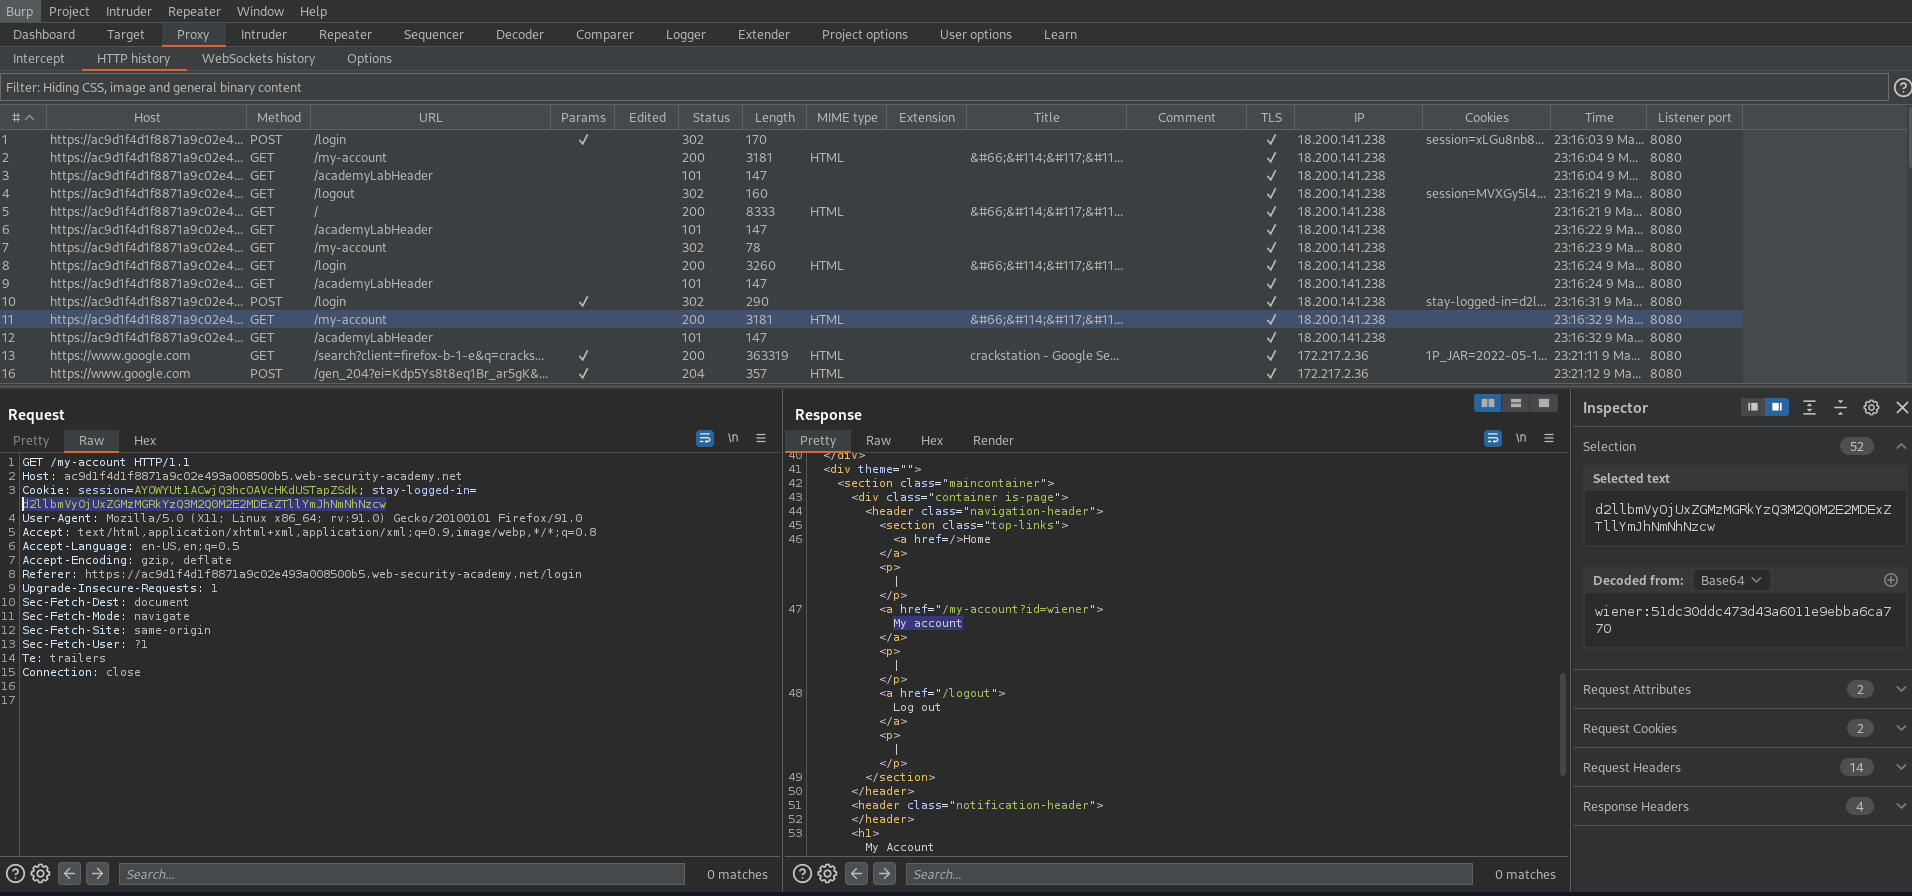 Burp Project Intruder Repeater Window Help
Dashboard Target Proxy Intruder Repeater Sequencer Decoder Comparer Logger Extender Project options User options Learn
Intercept HTTP history WebSockets history Options
Filter: Hiding CSS, image and general binary content ?
# Host Method URL Params Edited Status Length MIME type Extension Title Comment TLS IP Cookies Time Listener port
1 https://ac9d1f4d1f8871a9c02e4... POST /login ✓ 302 170 ✓ 18.200.141.238 session=xLGu8nb8... 23:16:03 9 Ma... 8080
2 https://ac9d1f4d1f8871a9c02e4... GET /my-account 200 3181 HTML &#66;&#114;&#117;&#11... ✓ 18.200.141.238 23:16:04 9 Ma... 8080
3 https://ac9d1f4d1f8871a9c02e4... GET /academyLabHeader 101 147 ✓ 18.200.141.238 23:16:04 9 Ma... 8080
4 https://ac9d1f4d1f8871a9c02e4... GET /logout 302 160 ✓ 18.200.141.238 session=MVXGy5l4... 23:16:21 9 Ma... 8080
5 https://ac9d1f4d1f8871a9c02e4... GET / 200 8333 HTML &#66;&#114;&#117;&#11... ✓ 18.200.141.238 23:16:21 9 Ma... 8080
6 https://ac9d1f4d1f8871a9c02e4... GET /academyLabHeader 101 147 ✓ 18.200.141.238 23:16:22 9 Ma... 8080
7 https://ac9d1f4d1f8871a9c02e4... GET /my-account 302 78 ✓ 18.200.141.238 23:16:23 9 Ma... 8080
8 https://ac9d1f4d1f8871a9c02e4... GET /login 200 3260 HTML &#66;&#114;&#117;&#11... ✓ 18.200.141.238 23:16:24 9 Ma... 8080
9 https://ac9d1f4d1f8871a9c02e4... GET /academyLabHeader 101 147 ✓ 18.200.141.238 23:16:24 9 Ma... 8080
10 https://ac9d1f4d1f8871a9c02e4... POST /login ✓ 302 290 ✓ 18.200.141.238 stay-logged-in=d2l... 23:16:31 9 Ma... 8080
11 https://ac9d1f4d1f8871a9c02e4... GET /my-account 200 3181 HTML &#66;&#114;&#117;&#11... ✓ 18.200.141.238 23:16:32 9 Ma... 8080
12 https://ac9d1f4d1f8871a9c02e4... GET /academyLabHeader 101 147 ✓ 18.200.141.238 23:16:32 9 Ma... 8080
13 https://www.google.com GET /search?client=firefox-b-1-e&q=cracks... ✓ 200 363319 HTML crackstation - Google Se... ✓ 172.217.2.36 1P_JAR=2022-05-1... 23:21:11 9 Ma... 8080
16 https://www.google.com POST /gen_204?ei=Kdp5Ys8t8eq1Br_ar5gK&... ✓ 204 357 HTML ✓ 172.217.2.36 23:21:12 9 Ma... 8080
Request
Pretty Raw Hex \n
1 GET /my-account HTTP/1.1
2 Host: ac9d1f4d1f8871a9c02e493a008500b5.web-security-academy.net
3 Cookie: session=AYOWYUtlACwjQ3hcOAVcHKdUSTapZSdk; stay-logged-in=
d2llbmVyOjUxZGMzMGRkYzQ3M2Q0M2E2MDExZTllYmJhNmNhNzcw
4 User-Agent: Mozilla/5.0 (X11; Linux x86_64; rv:91.0) Gecko/20100101 Firefox/91.0
5 Accept: text/html,application/xhtml+xml,application/xml;q=0.9,image/webp,*/*;q=0.8
6 Accept-Language: en-US,en;q=0.5
7 Accept-Encoding: gzip, deflate
8 Referer: https://ac9d1f4d1f8871a9c02e493a008500b5.web-security-academy.net/login
9 Upgrade-Insecure-Requests: 1
10 Sec-Fetch-Dest: document
11 Sec-Fetch-Mode: navigate
12 Sec-Fetch-Site: same-origin
13 Sec-Fetch-User: ?1
14 Te: trailers
15 Connection: close
16
17
Search... 0 matches
Response
Pretty Raw Hex Render \n
40 </div>
41 <div theme="">
42 <section class="maincontainer">
43 <div class="container is-page">
44 <header class="navigation-header">
45 <section class="top-links">
46 <a href=/>Home
</a>
<p>
|
</p>
47 <a href="/my-account?id=wiener">
My account
</a>
<p>
|
</p>
48 <a href="/logout">
Log out
</a>
<p>
|
</p>
49 </section>
50 </header>
51 <header class="notification-header">
52 </header>
53 <h1>
My Account
Search... 0 matches
Inspector
Selection 52
Selected text
d2llbmVyOjUxZGMzMGRkYzQ3M2Q0M2E2MDExZ
TllYmJhNmNhNzcw
Decoded from: Base64
wiener:51dc30ddc473d43a6011e9ebba6ca7
70
Request Attributes 2
Request Cookies 2
Request Headers 14
Response Headers 4